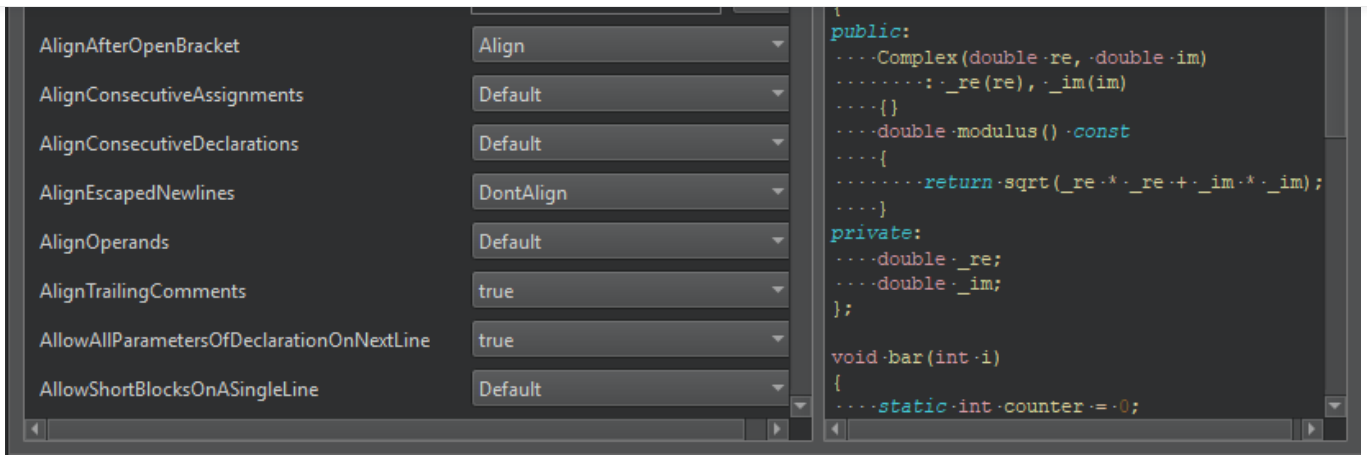 AlignAfterOpenBracket Align
AlignConsecutiveAssignments Default
AlignConsecutiveDeclarations Default
AlignEscapedNewlines DontAlign
AlignOperands Default
AlignTrailingComments true
AllowAllParametersOfDeclarationOnNextLine true
AllowShortBlocksOnASingleLine Default
{
public:
····Complex(double·re,·double·im)
········:·_re(re),·_im(im)
····{}
····double·modulus()·const
····{
········return·sqrt(_re·*·_re·+·_im·*·_im);
····}
private:
····double·_re;
····double·_im;
};
void·bar(int·i)
{
····static·int·counter·=·0;